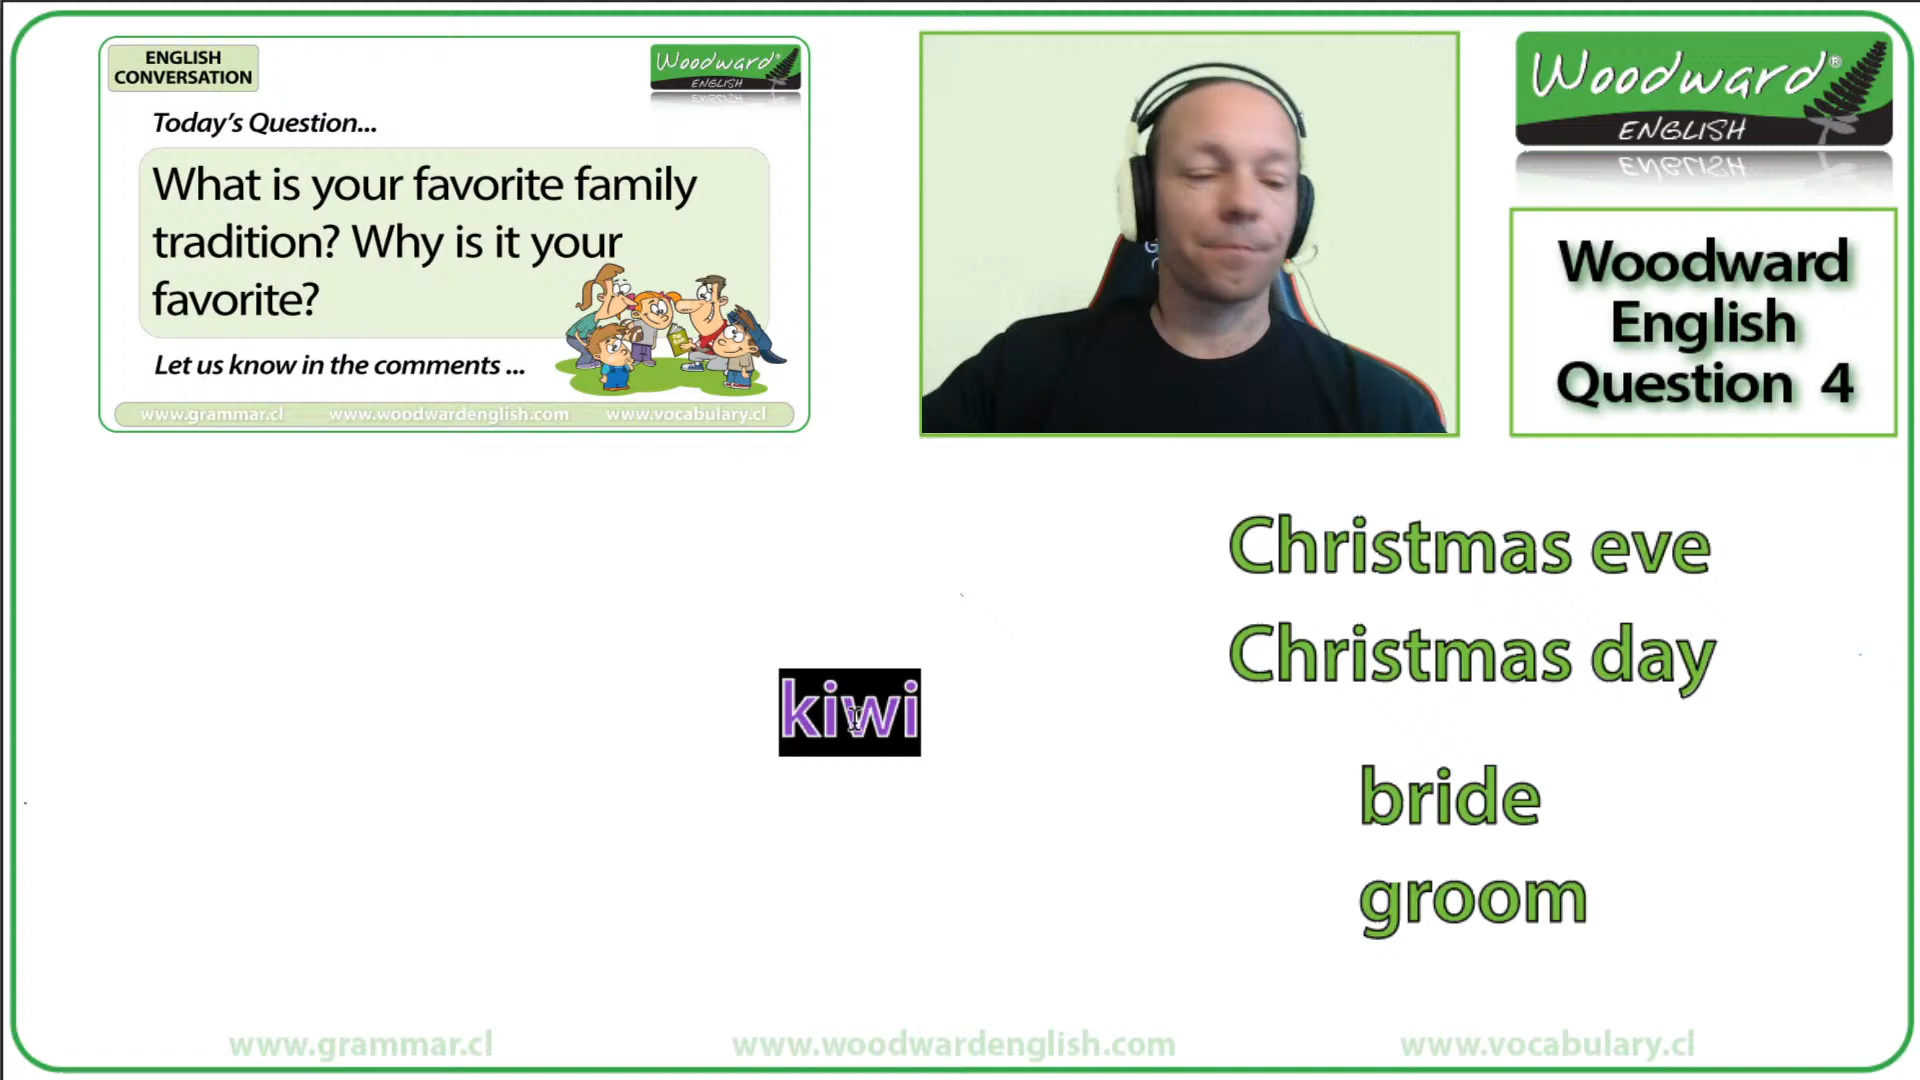 ENGLISH
CONVERSATION
Woodward®
ENGLISH
Today's Question...
What is your favorite family
tradition? Why is it your
favorite?
Let us know in the comments ...
www.grammar.cl www.woodwardenglish.com www.vocabulary.cl
Woodward®
ENGLISH
Woodward
English
Question 4
Christmas eve
Christmas day
kiwi
bride
groom
www.grammar.cl www.woodwardenglish.com www.vocabulary.cl